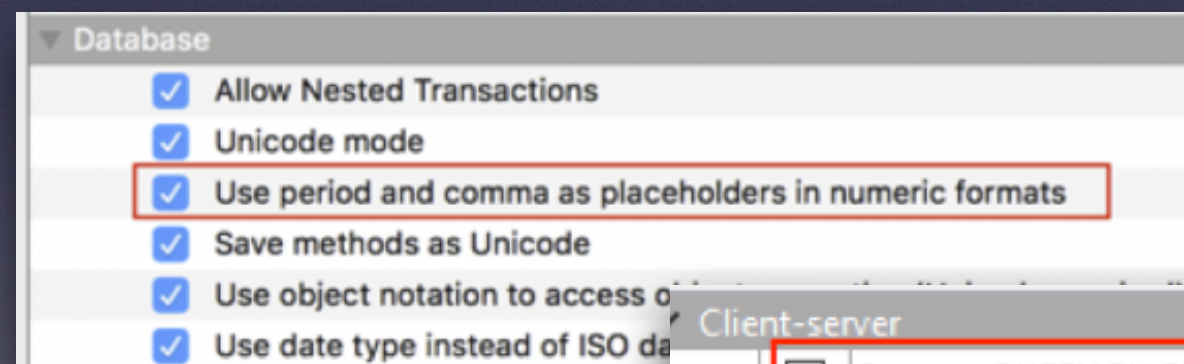 Database
Allow Nested Transactions
Unicode mode
Use period and comma as placeholders in numeric formats
Save methods as Unicode
Use object notation to access
Use date type instead of ISO
Client-server